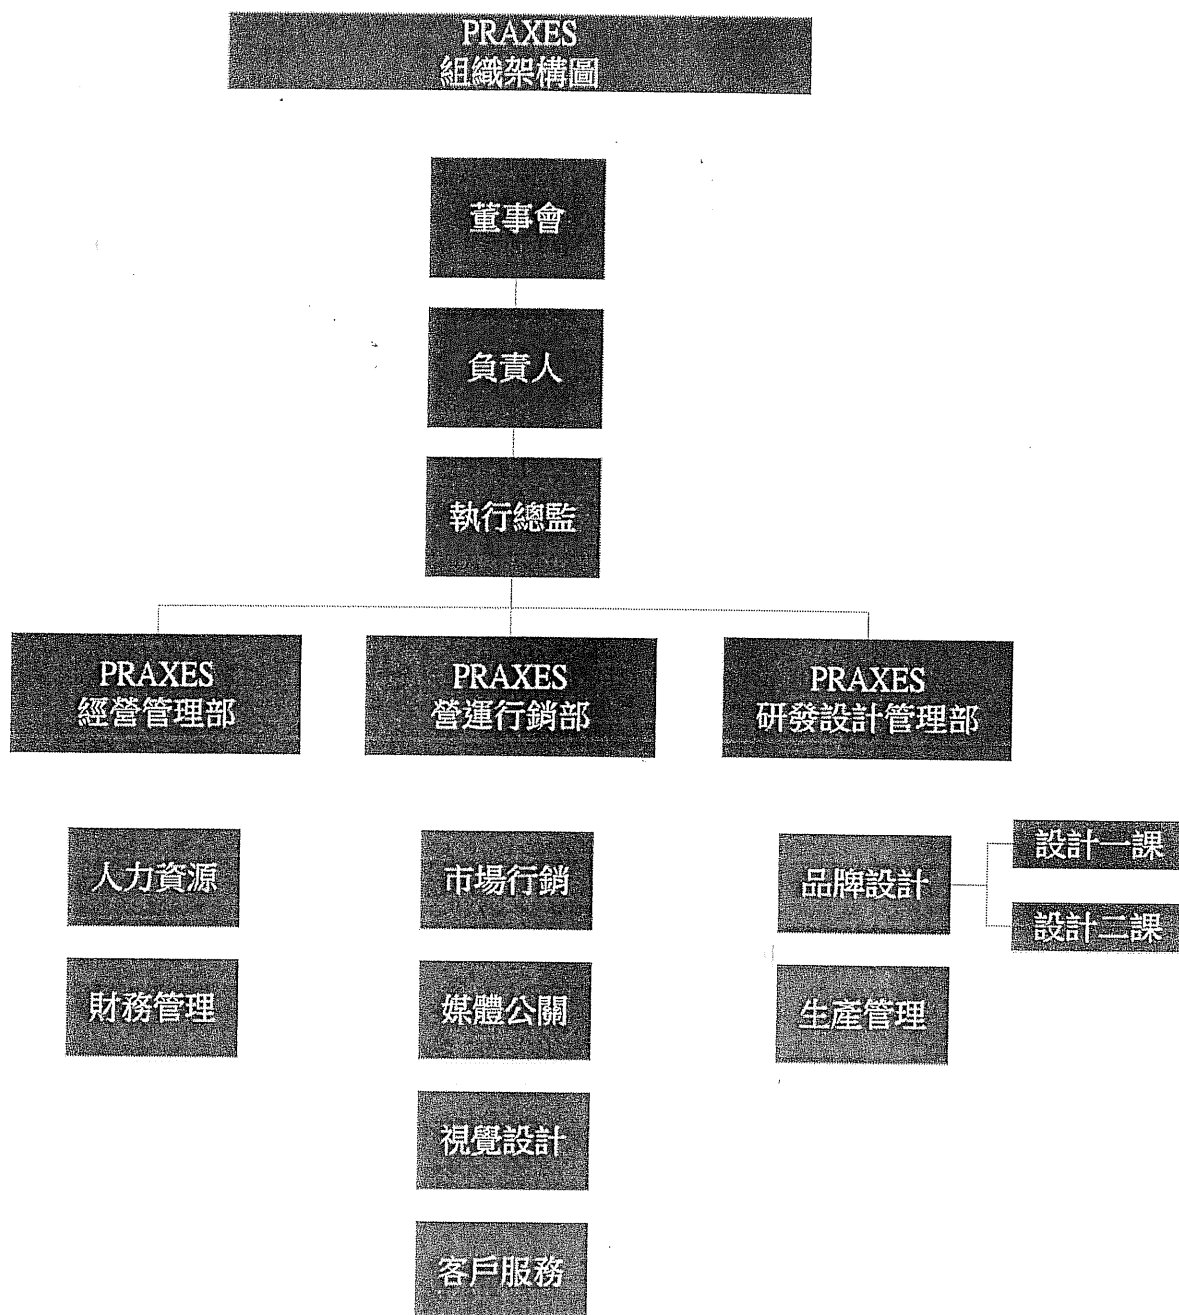 PRAXES
組織架構圖
董事會
負責人
執行總監
PRAXES
經營管理部
PRAXES
營運行銷部
PRAXES
研發設計管理部
人力資源
財務管理
市場行銷
媒體公關
視覺設計
客戶服務
品牌設計
生產管理
設計一課
設計二課